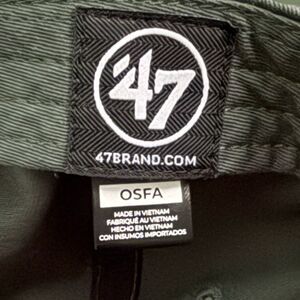 47
47BRAND.COM
OSFA
MADE IN VIETNAM
FABRIQUÉ AU VIETNAM
HECHO EN VIETNAM
CON INSUMOS IMPORTADOS